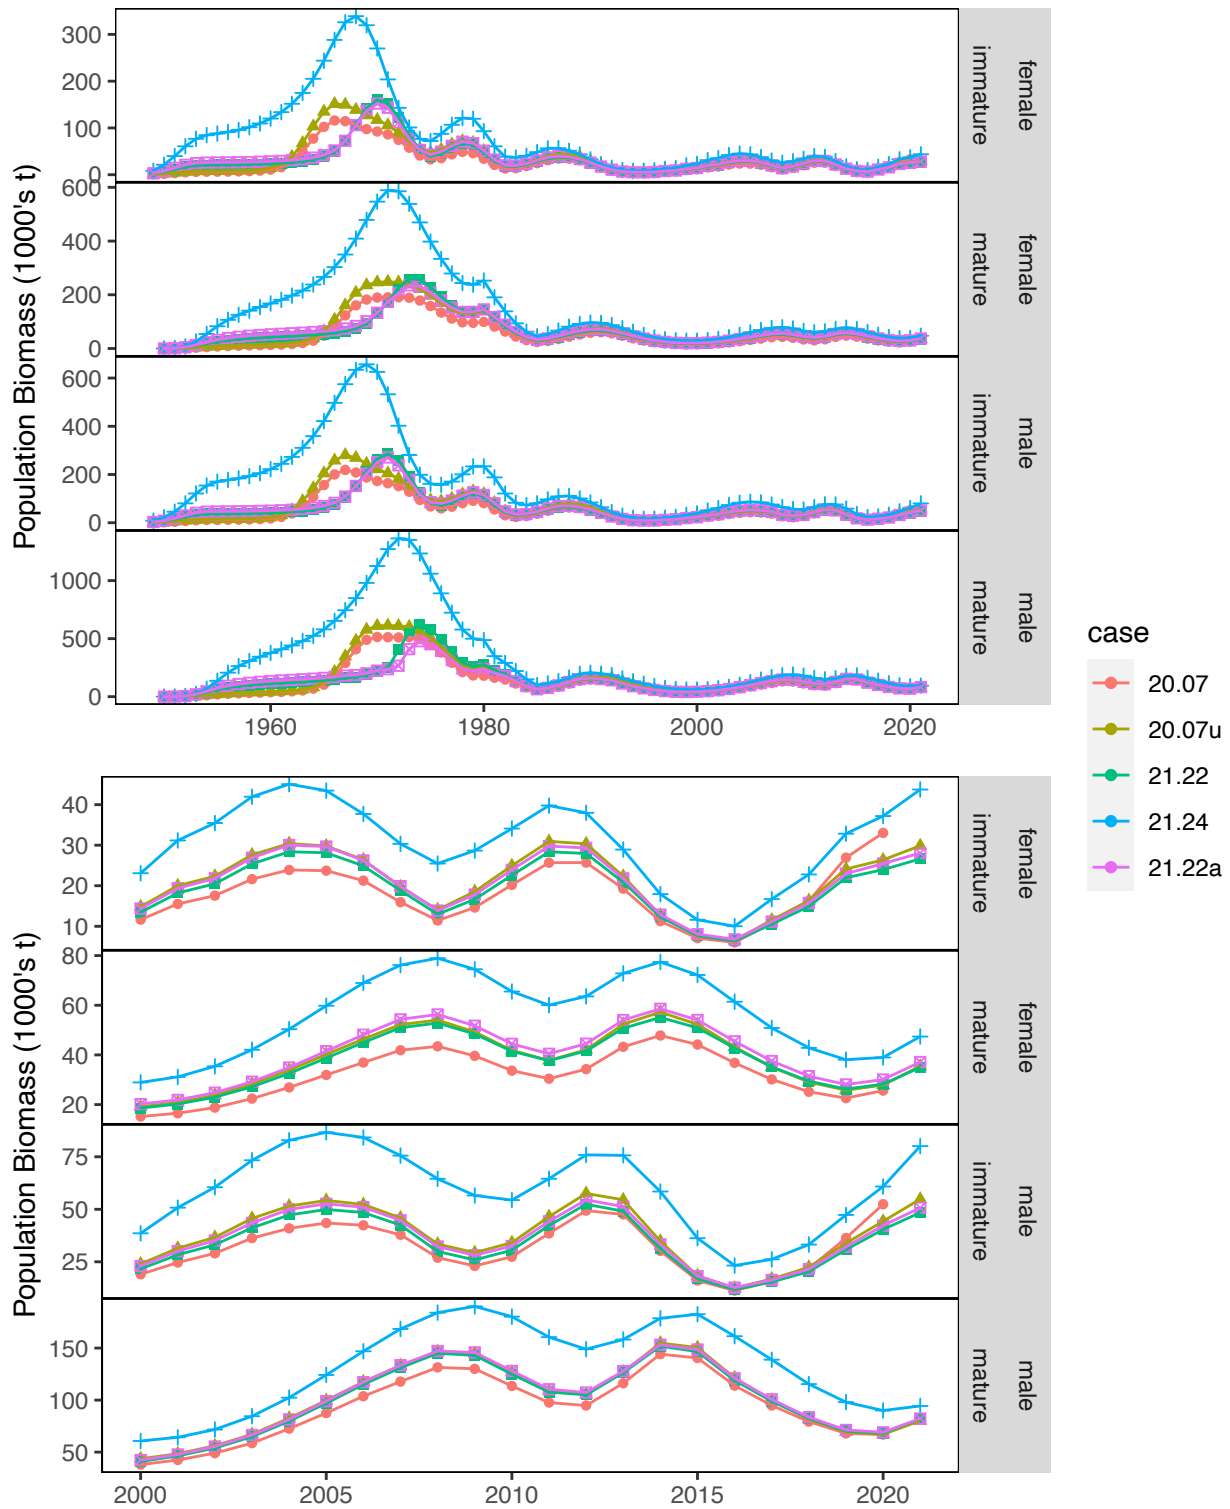 Population Biomass (1000's t)
300
200
100
0
female
immature
600
400
200
0
female
mature
600
400
200
0
male
immature
1000
500
0
male
mature
1960
1980
2000
2020
case
20.07
20.07u
21.22
21.24
21.22a
Population Biomass (1000's t)
40
30
20
10
female
immature
80
60
40
20
female
mature
75
50
25
male
immature
150
100
50
male
mature
2000
2005
2010
2015
2020